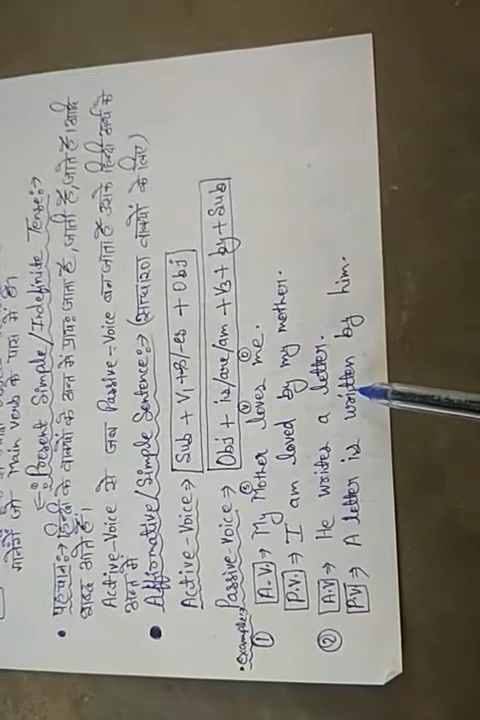 मानेंगे जो Main verb के पास में हो
<-:Present Simple/Indefinite Tense:->
• पहचान:-> हिन्दी के वाक्यों के अन्त में प्रायः जाता है, जाती है, जाते हैं। आदि
शब्द आते हैं।
Active-Voice से जब Passive-Voice बन जाता है उसके हिन्दी अर्थ के
अन्त में
• Affirmative/Simple Sentence:-> (साधारण वाक्यों के लिए)
Active-Voice-> Sub + V₁+s/-es + Obj
Passive-Voice-> Obj + is/are/am + V3 + by + Sub
•Example->
① A.V. => My Mother loves me.
③ ② ①
P.V. => I am loved by my mother.
② A.V => He writes a letter.
P.V => A letter is written by him.